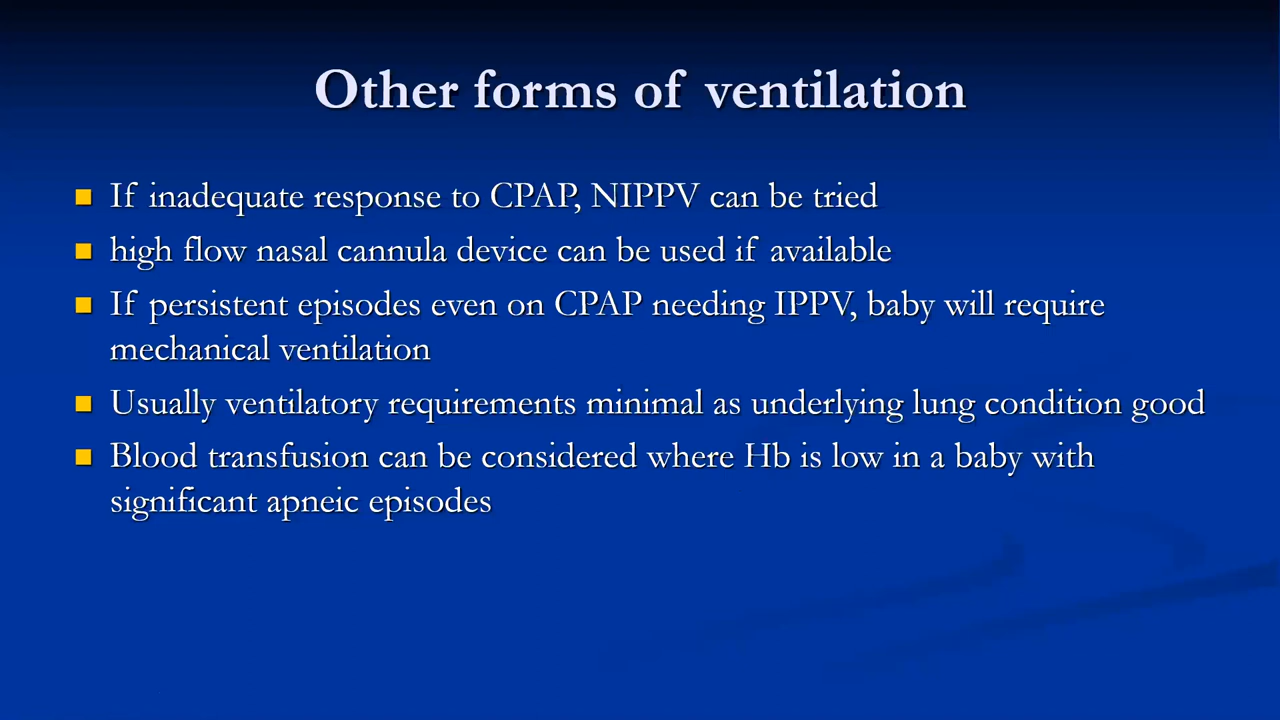 Other forms of ventilation
If inadequate response to CPAP, NIPPV can be tried
high flow nasal cannula device can be used if available
If persistent episodes even on CPAP needing IPPV, baby will require
mechanical ventilation
Usually ventilatory requirements minimal as underlying lung condition good
Blood transfusion can be considered where Hb is low in a baby with
significant apneic episodes